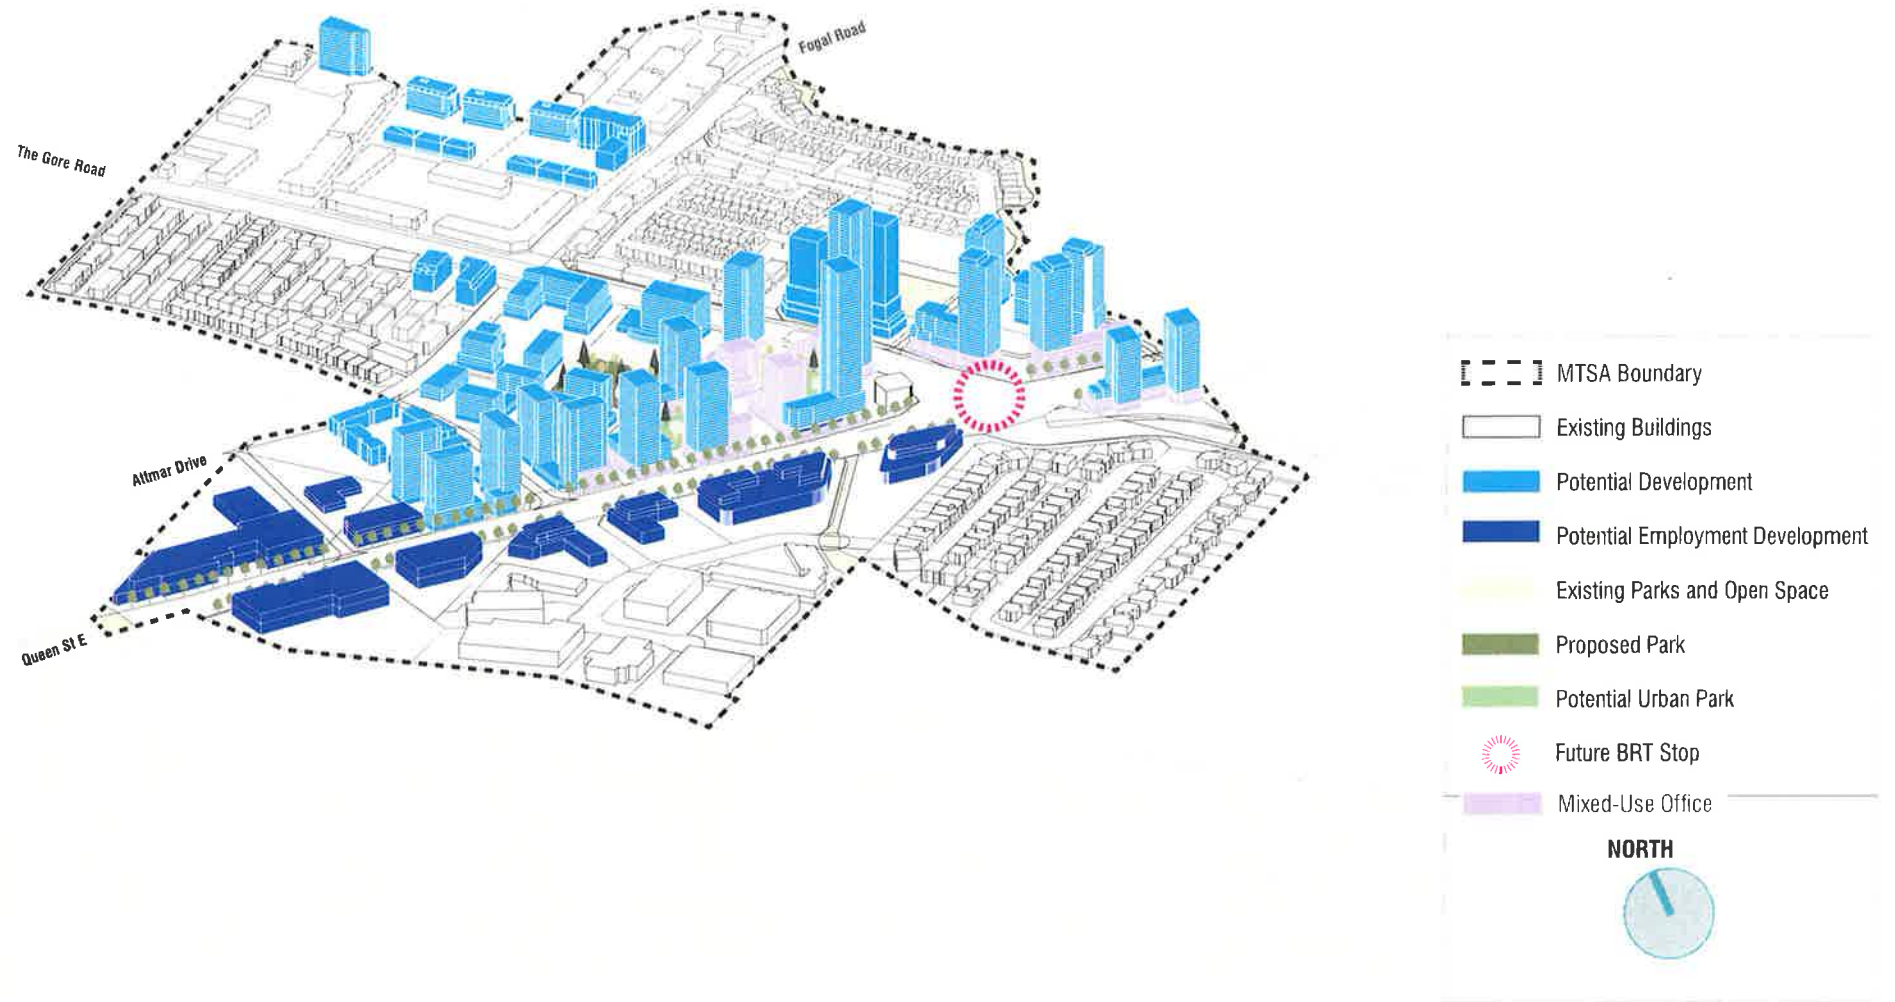 Fogal Road
The Gore Road
Attmar Drive
Queen St E
MTSA Boundary
Existing Buildings
Potential Development
Potential Employment Development
Existing Parks and Open Space
Proposed Park
Potential Urban Park
Future BRT Stop
Mixed-Use Office
NORTH